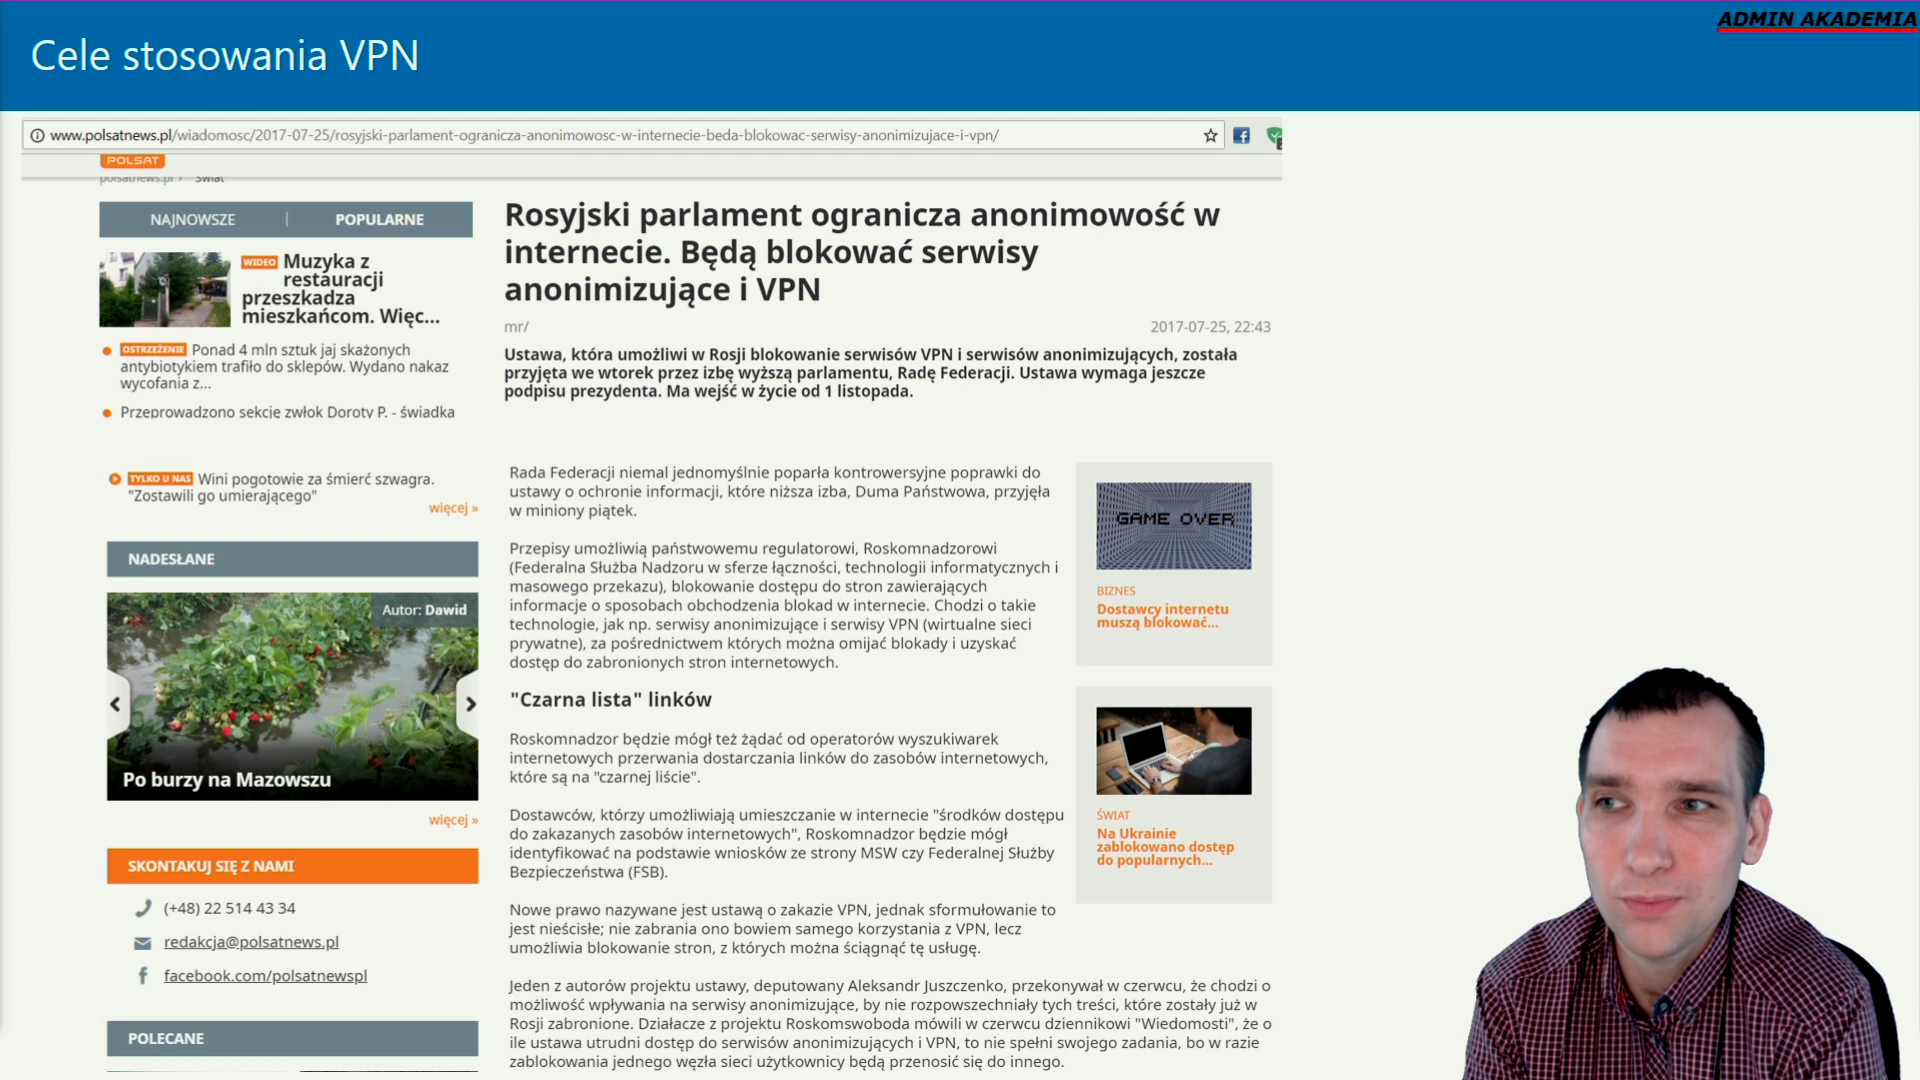 ADMIN AKADEMIA
Cele stosowania VPN
www.polsatnews.pl/wiadomosc/2017-07-25/rosyjski-parlament-ogranicza-anonimowosc-w-internecie-beda-blokowac-serwisy-anonimizujace-i-vpn/
POLSAT
polsatnews.pl › Świat
NAJNOWSZE | POPULARNE
WIDEO Muzyka z
restauracji
przeszkadza
mieszkańcom. Więc...
OSTRZEŻENIE Ponad 4 mln sztuk jaj skażonych
antybiotykiem trafiło do sklepów. Wydano nakaz
wycofania z...
Przeprowadzono sekcję zwłok Doroty P. - świadka
TYLKO U NAS Wini pogotowie za śmierć szwagra.
"Zostawili go umierającego"
więcej »
NADESŁANE
Autor: Dawid
Po burzy na Mazowszu
więcej »
SKONTAKUJ SIĘ Z NAMI
(+48) 22 514 43 34
redakcja@polsatnews.pl
facebook.com/polsatnewspl
POLECANE
Rosyjski parlament ogranicza anonimowość w
internecie. Będą blokować serwisy
anonimizujące i VPN
mr/
2017-07-25, 22:43
Ustawa, która umożliwi w Rosji blokowanie serwisów VPN i serwisów anonimizujących, została
przyjęta we wtorek przez izbę wyższą parlamentu, Radę Federacji. Ustawa wymaga jeszcze
podpisu prezydenta. Ma wejść w życie od 1 listopada.
Rada Federacji niemal jednomyślnie poparła kontrowersyjne poprawki do
ustawy o ochronie informacji, które niższa izba, Duma Państwowa, przyjęła
w miniony piątek.
Przepisy umożliwią państwowemu regulatorowi, Roskomnadzorowi
(Federalna Służba Nadzoru w sferze łączności, technologii informatycznych i
masowego przekazu), blokowanie dostępu do stron zawierających
informacje o sposobach obchodzenia blokad w internecie. Chodzi o takie
technologie, jak np. serwisy anonimizujące i serwisy VPN (wirtualne sieci
prywatne), za pośrednictwem których można omijać blokady i uzyskać
dostęp do zabronionych stron internetowych.
"Czarna lista" linków
Roskomnadzor będzie mógł też żądać od operatorów wyszukiwarek
internetowych przerwania dostarczania linków do zasobów internetowych,
które są na "czarnej liście".
Dostawców, którzy umożliwiają umieszczanie w internecie "środków dostępu
do zakazanych zasobów internetowych", Roskomnadzor będzie mógł
identyfikować na podstawie wniosków ze strony MSW czy Federalnej Służby
Bezpieczeństwa (FSB).
Nowe prawo nazywane jest ustawą o zakazie VPN, jednak sformułowanie to
jest nieścisłe; nie zabrania ono bowiem samego korzystania z VPN, lecz
umożliwia blokowanie stron, z których można ściągnąć tę usługę.
Jeden z autorów projektu ustawy, deputowany Aleksandr Juszczenko, przekonywał w czerwcu, że chodzi o
możliwość wpływania na serwisy anonimizujące, by nie rozpowszechniały tych treści, które zostały już w
Rosji zabronione. Działacze z projektu Roskomswoboda mówili w czerwcu dziennikowi "Wiedomosti", że o
ile ustawa utrudni dostęp do serwisów anonimizujących i VPN, to nie spełni swojego zadania, bo w razie
zablokowania jednego węzła sieci użytkownicy będą przenosić się do innego.
GAME OVER
BIZNES
Dostawcy internetu
muszą blokować...
ŚWIAT
Na Ukrainie
zablokowano dostęp
do popularnych...